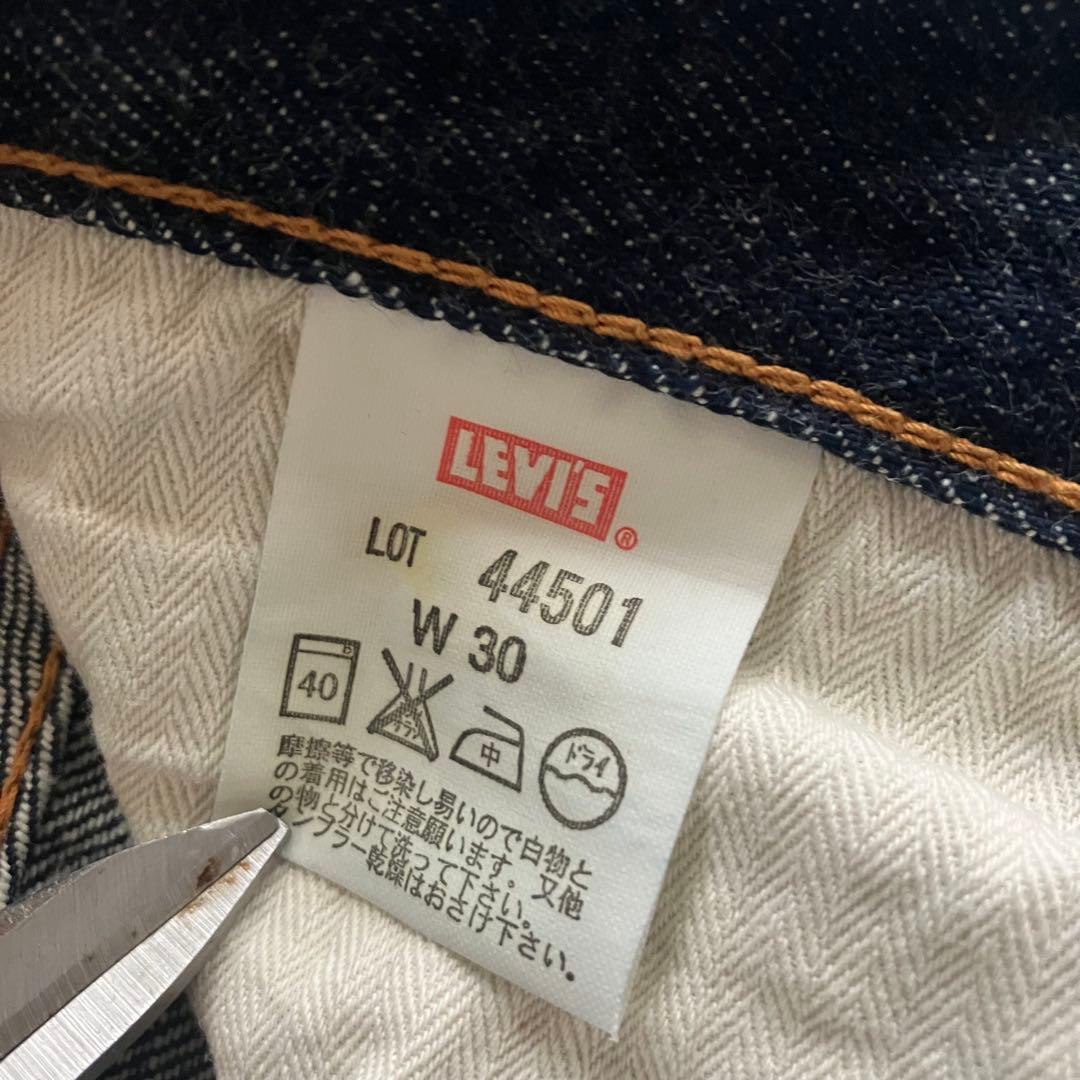 LEVI'S®
LOT 44501
W 30
40 中 ドライ
摩擦等で移染し易いので白物と
の着用はご注意願います。又他
の物と分けて洗って下さい。
タンブラー乾燥はおさけ下さい。